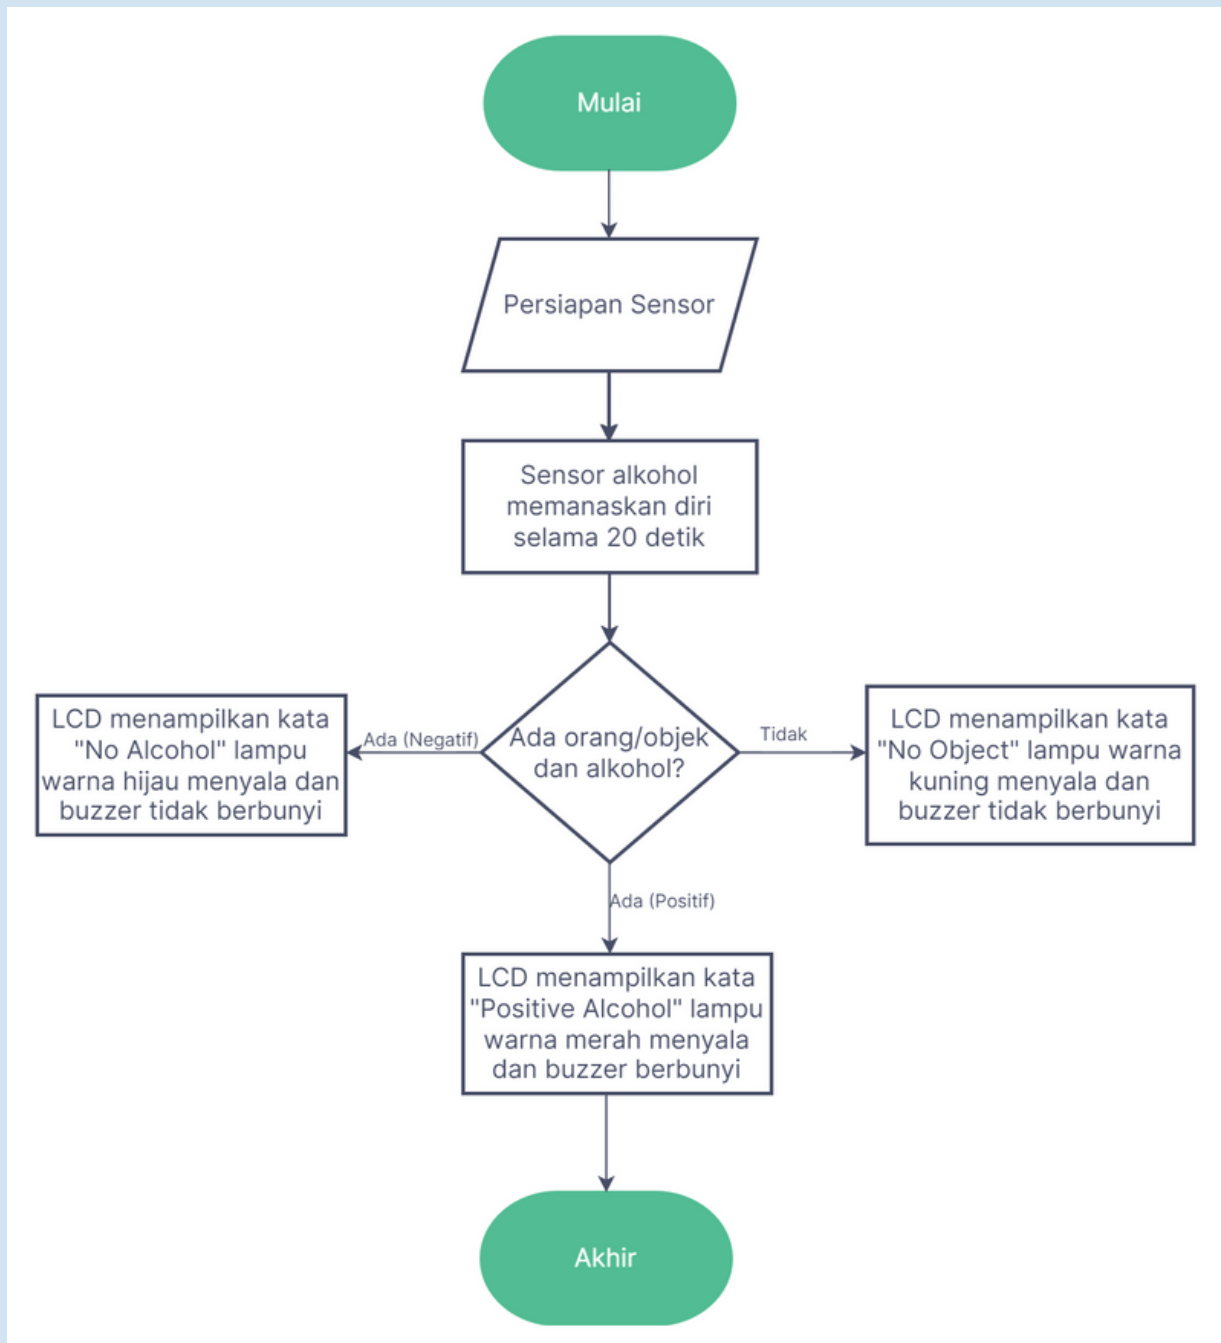 Mulai
Persiapan Sensor
Sensor alkohol
memanaskan diri
selama 20 detik
Ada orang/objek
dan alkohol?
Ada (Negatif)
LCD menampilkan kata
"No Alcohol" lampu
warna hijau menyala dan
buzzer tidak berbunyi
Tidak
LCD menampilkan kata
"No Object" lampu warna
kuning menyala dan
buzzer tidak berbunyi
Ada (Positif)
LCD menampilkan kata
"Positive Alcohol" lampu
warna merah menyala
dan buzzer berbunyi
Akhir